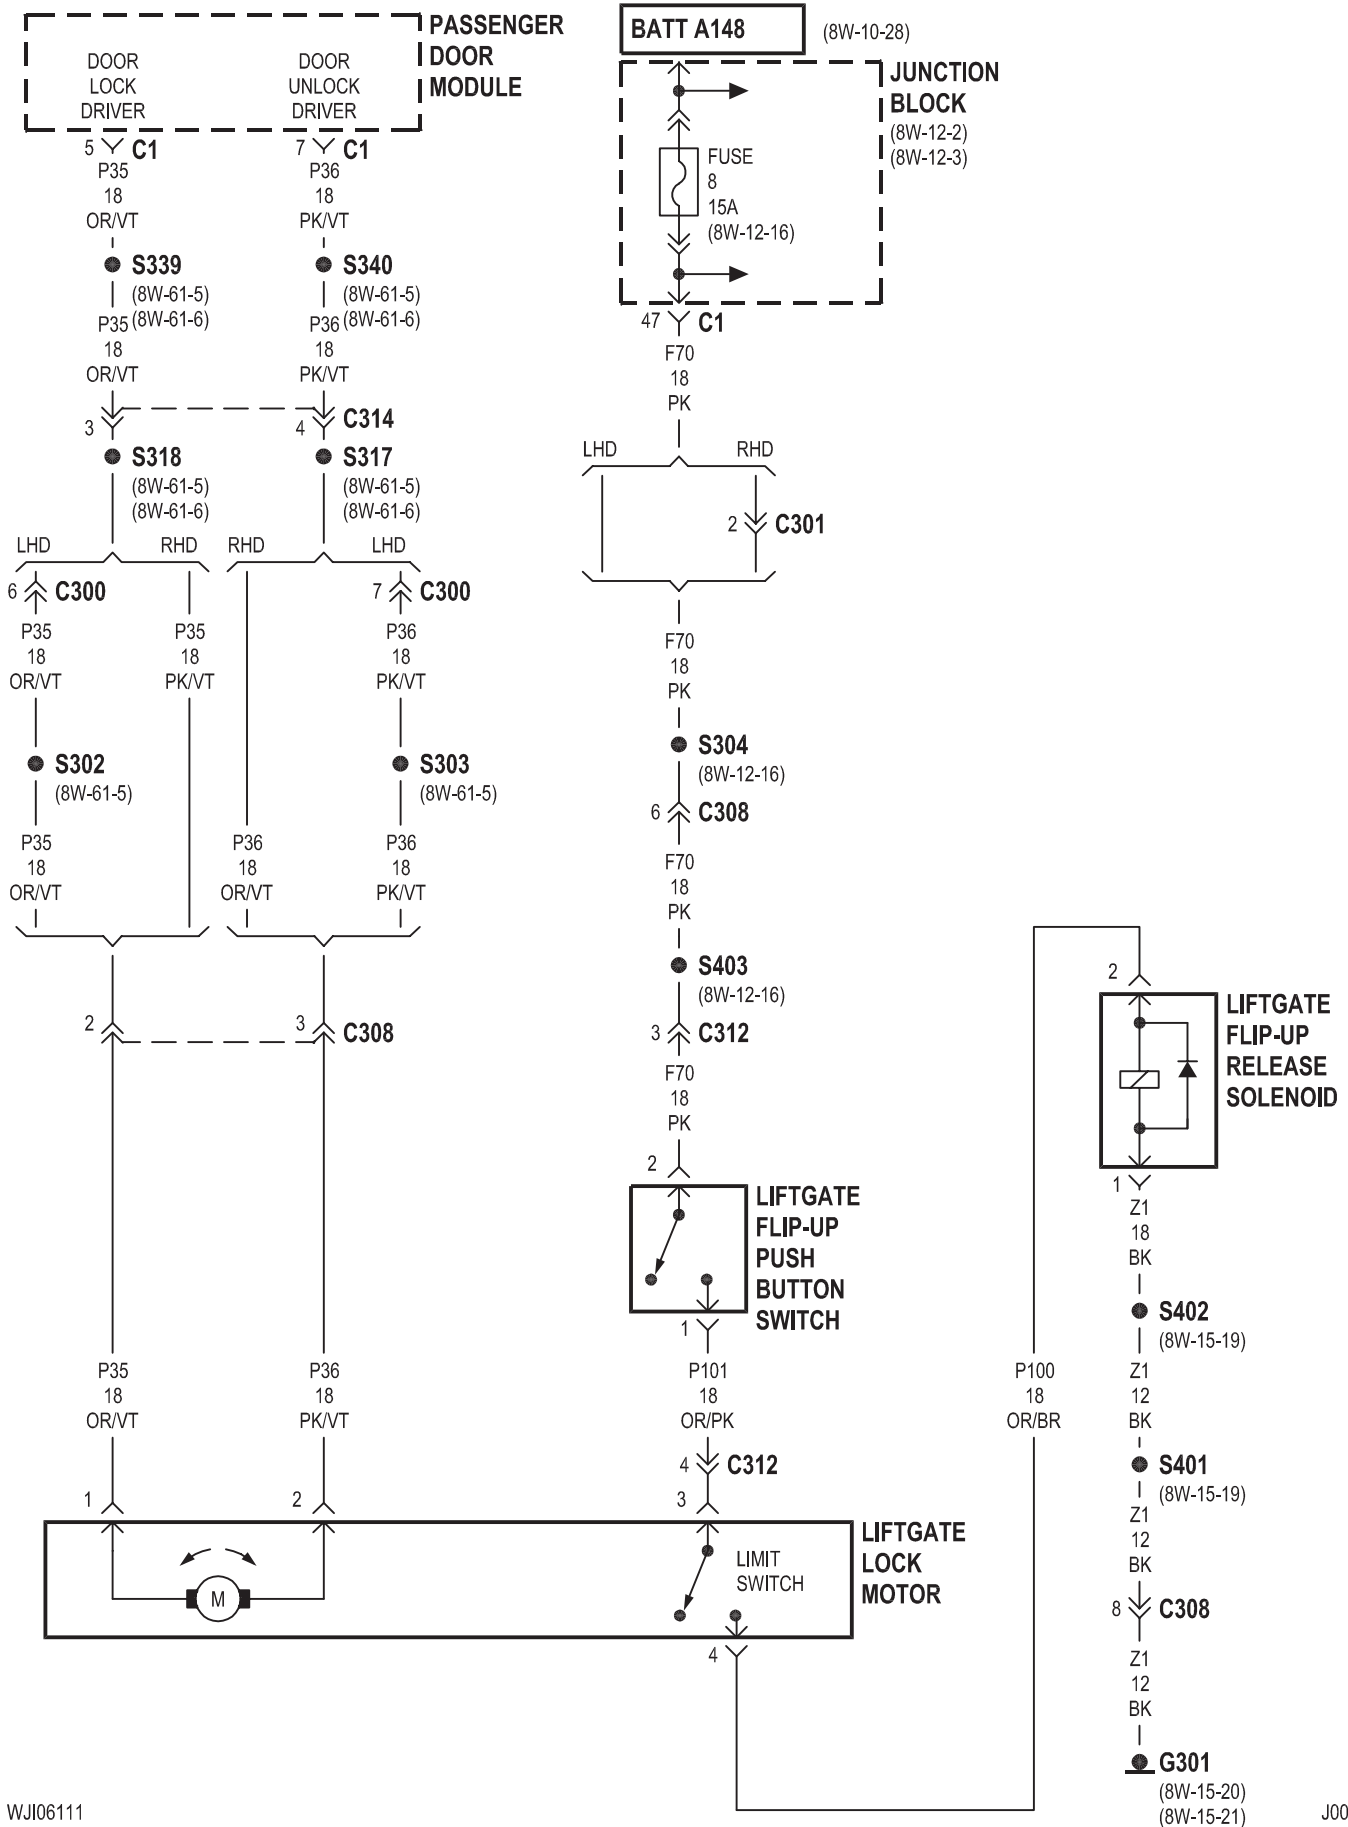 PASSENGER
DOOR
MODULE
DOOR
LOCK
DRIVER
DOOR
UNLOCK
DRIVER
5 C1
7 C1
P35
18
OR/VT
P36
18
PK/VT
S339
(8W-61-5)
(8W-61-6)
S340
(8W-61-5)
(8W-61-6)
P35
18
OR/VT
P36
18
PK/VT
3
4 C314
S318
(8W-61-5)
(8W-61-6)
S317
(8W-61-5)
(8W-61-6)
LHD
RHD
RHD
LHD
6 C300
7 C300
P35
18
OR/VT
P35
18
PK/VT
P36
18
PK/VT
S302
(8W-61-5)
S303
(8W-61-5)
P35
18
OR/VT
P36
18
OR/VT
P36
18
PK/VT
2
3 C308
P35
18
OR/VT
P36
18
PK/VT
1
2
M
BATT A148
(8W-10-28)
JUNCTION
BLOCK
(8W-12-2)
(8W-12-3)
FUSE
8
15A
(8W-12-16)
47 C1
F70
18
PK
LHD
RHD
2 C301
F70
18
PK
S304
(8W-12-16)
6 C308
F70
18
PK
S403
(8W-12-16)
3 C312
F70
18
PK
2
LIFTGATE
FLIP-UP
PUSH
BUTTON
SWITCH
1
P101
18
OR/PK
4 C312
3
LIMIT
SWITCH
LIFTGATE
LOCK
MOTOR
4
P100
18
OR/BR
2
LIFTGATE
FLIP-UP
RELEASE
SOLENOID
1
Z1
18
BK
S402
(8W-15-19)
Z1
12
BK
S401
(8W-15-19)
Z1
12
BK
8 C308
Z1
12
BK
G301
(8W-15-20)
(8W-15-21)
WJI06111
J00